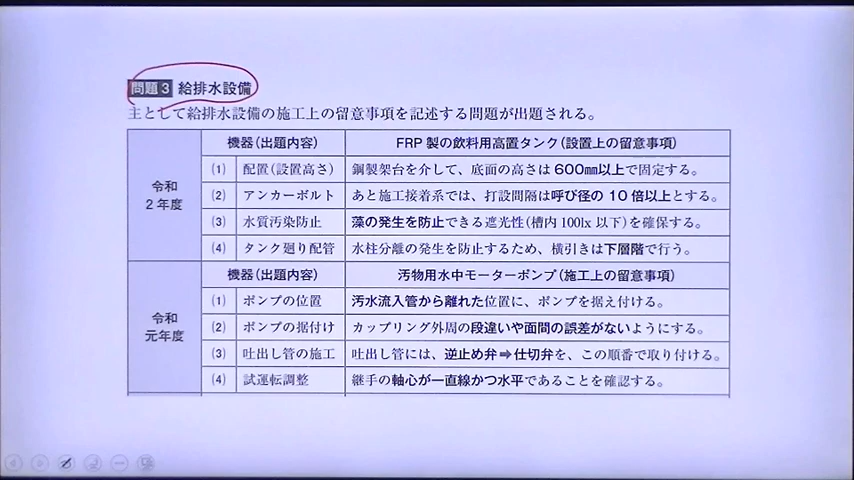 問題3 給排水設備
主として給排水設備の施工上の留意事項を記述する問題が出題される。
令和2年度
機器(出題内容) FRP製の飲料用高置タンク(設置上の留意事項)
(1) 配置(設置高さ) 鋼製架台を介して、底面の高さは600㎜以上で固定する。
(2) アンカーボルト あと施工接着系では、打設間隔は呼び径の10倍以上とする。
(3) 水質汚染防止 藻の発生を防止できる遮光性(槽内100lx以下)を確保する。
(4) タンク廻り配管 水柱分離の発生を防止するため、横引きは下層階で行う。
令和元年度
機器(出題内容) 汚物用水中モーターポンプ(施工上の留意事項)
(1) ポンプの位置 汚水流入管から離れた位置に、ポンプを据え付ける。
(2) ポンプの据付け カップリング外周の段違いや面間の誤差がないようにする。
(3) 吐出し管の施工 吐出し管には、逆止め弁➡仕切弁を、この順番で取り付ける。
(4) 試運転調整 継手の軸心が一直線かつ水平であることを確認する。